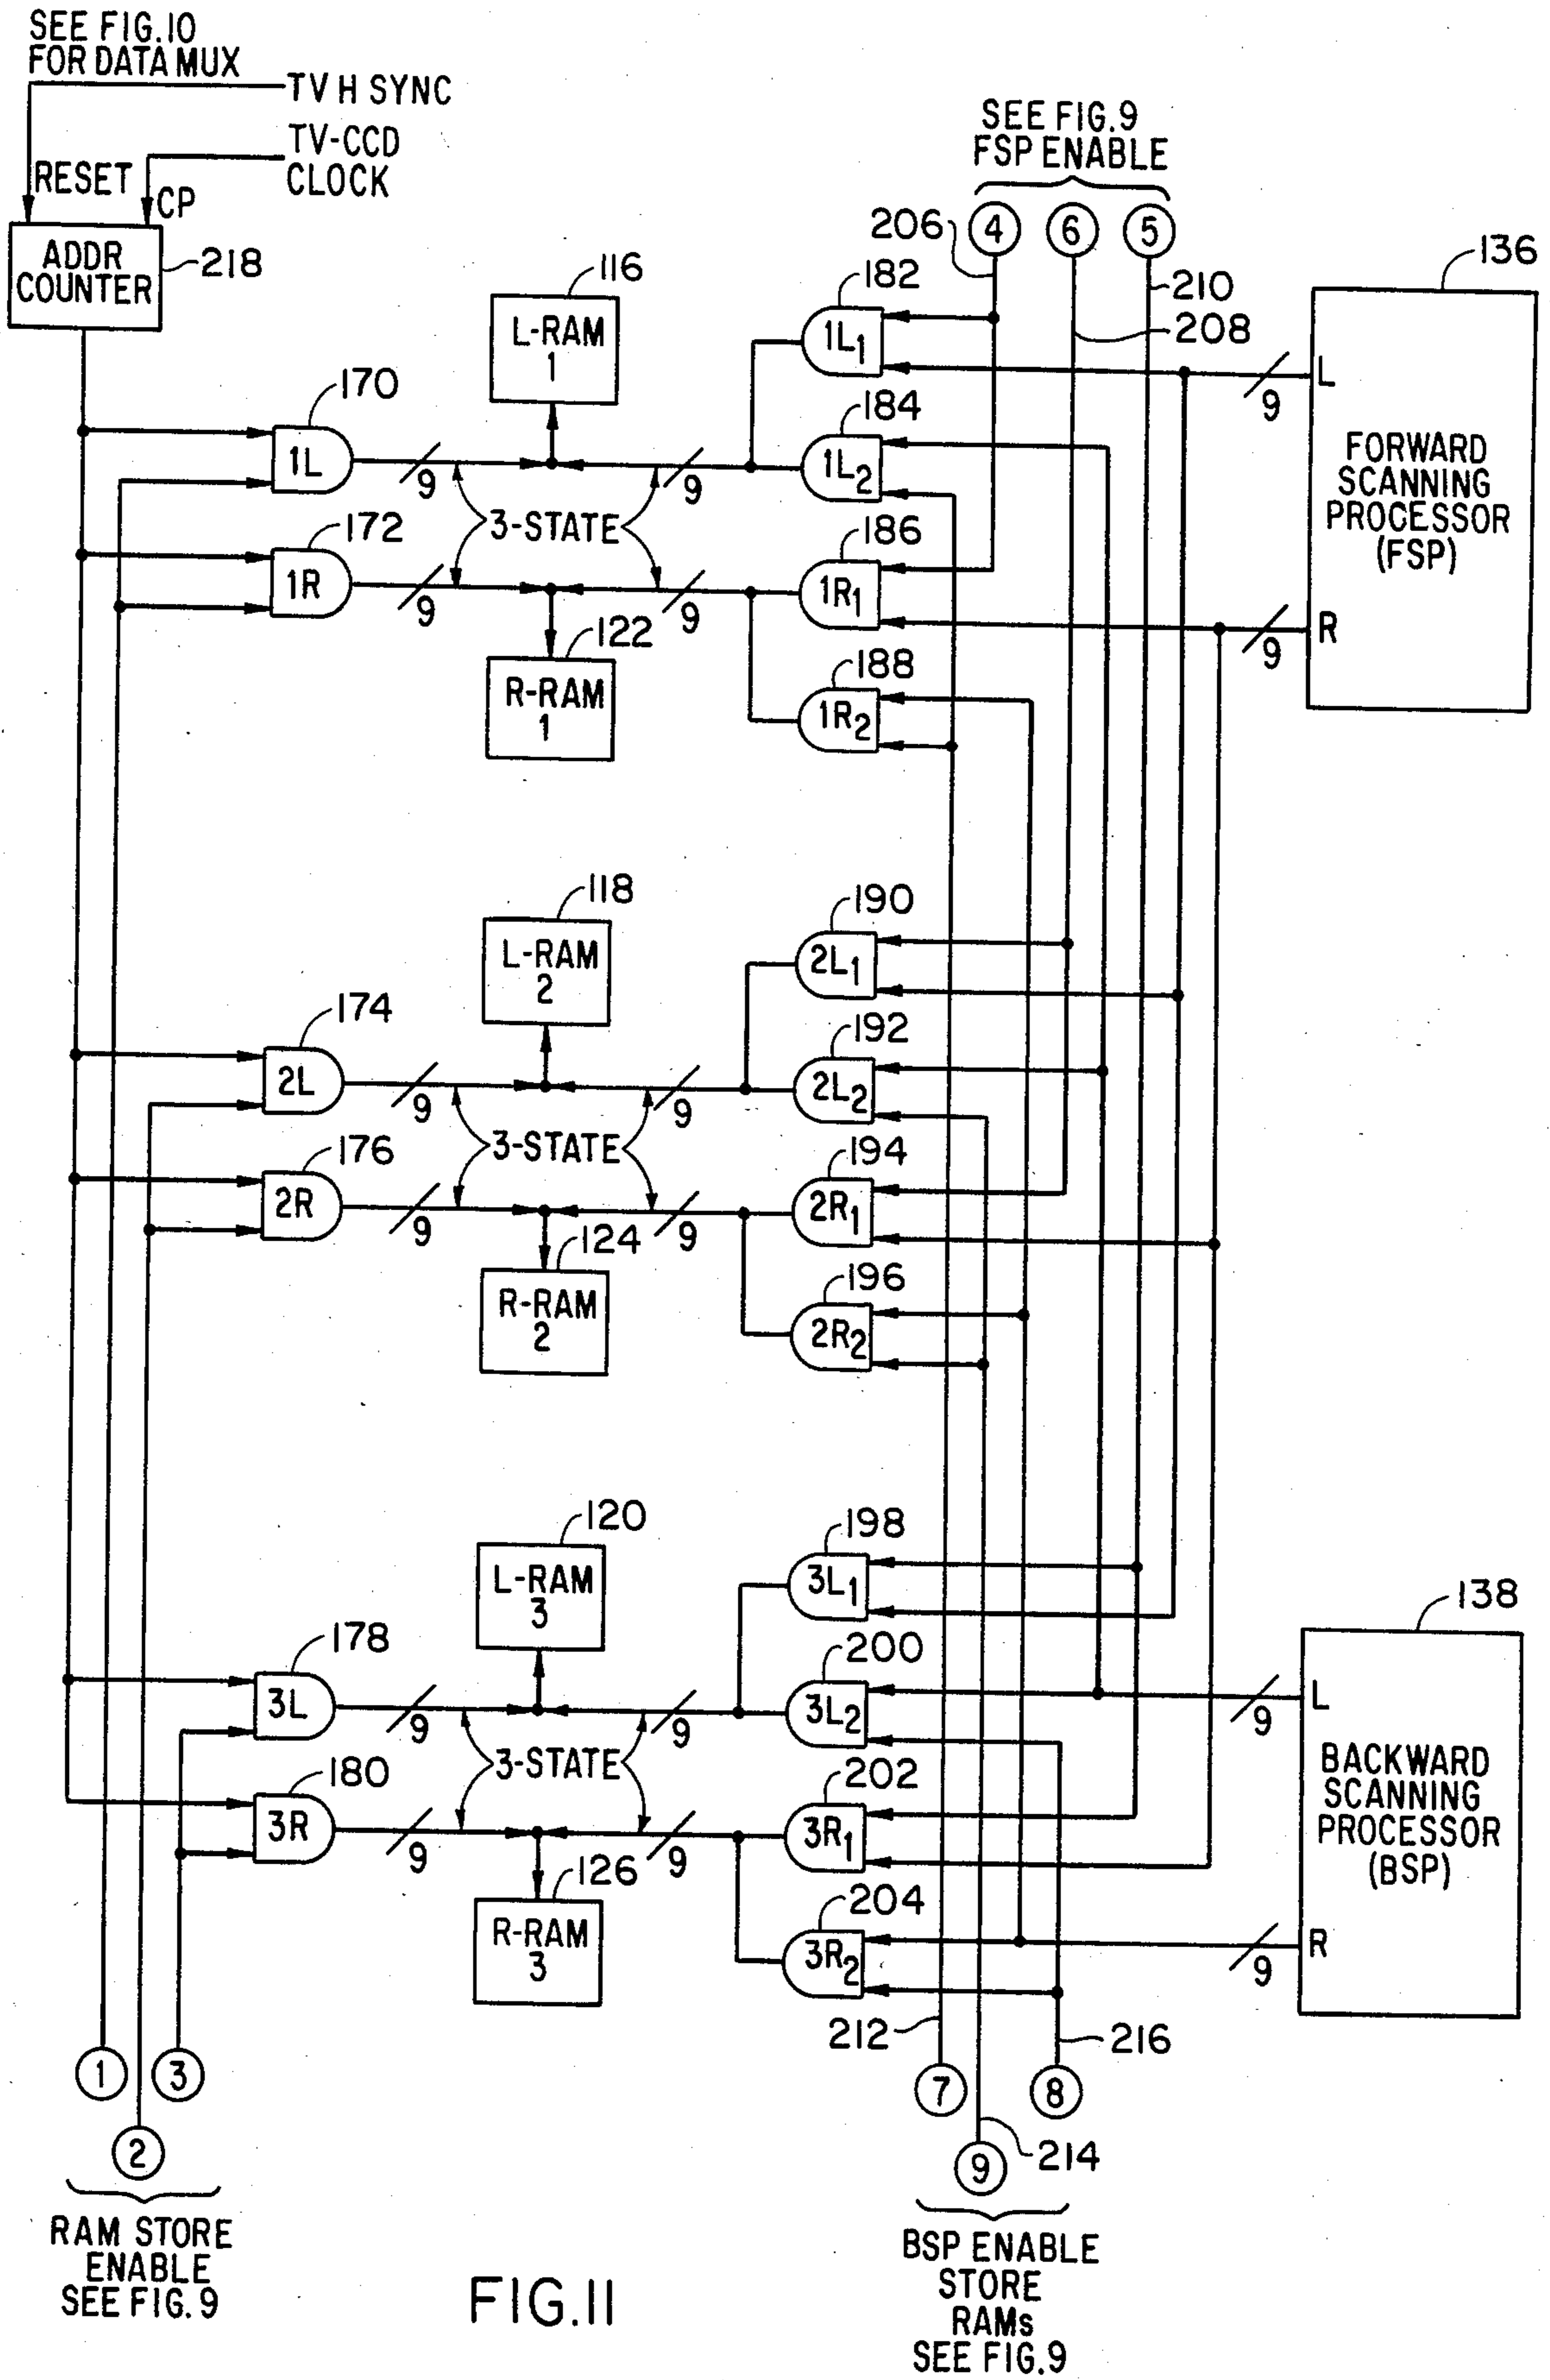 SEE FIG.10
FOR DATA MUX
TV H SYNC
TV-CCD
CLOCK
RESET
CP
ADDR
COUNTER
218
SEE FIG.9
FSP ENABLE
4
6
5
206
210
208
136
L
9
FORWARD
SCANNING
PROCESSOR
(FSP)
R
9
116
L-RAM
1
182
1L1
170
1L
9
9
184
1L2
3-STATE
172
1R
9
9
186
1R1
122
R-RAM
1
188
1R2
118
L-RAM
2
190
2L1
174
2L
9
9
192
2L2
3-STATE
176
2R
9
9
194
2R1
124
R-RAM
2
196
2R2
120
L-RAM
3
198
3L1
178
3L
9
9
200
3L2
3-STATE
180
3R
9
9
202
3R1
126
R-RAM
3
204
3R2
138
L
9
BACKWARD
SCANNING
PROCESSOR
(BSP)
R
9
212
216
214
1
3
2
7
8
9
RAM STORE
ENABLE
SEE FIG.9
BSP ENABLE
STORE
RAMs
SEE FIG.9
FIG.11